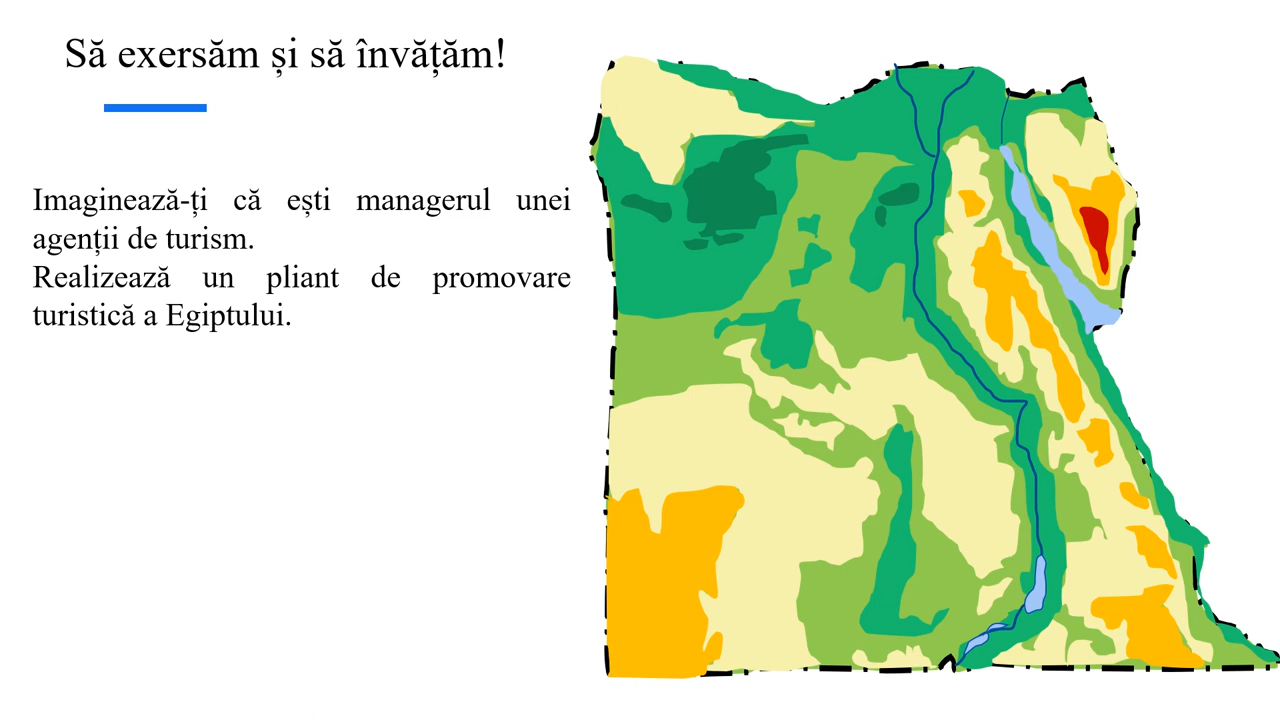 Să exersăm și să învățăm!
Imaginează-ți că ești managerul unei
agenții de turism.
Realizează un pliant de promovare
turistică a Egiptului.